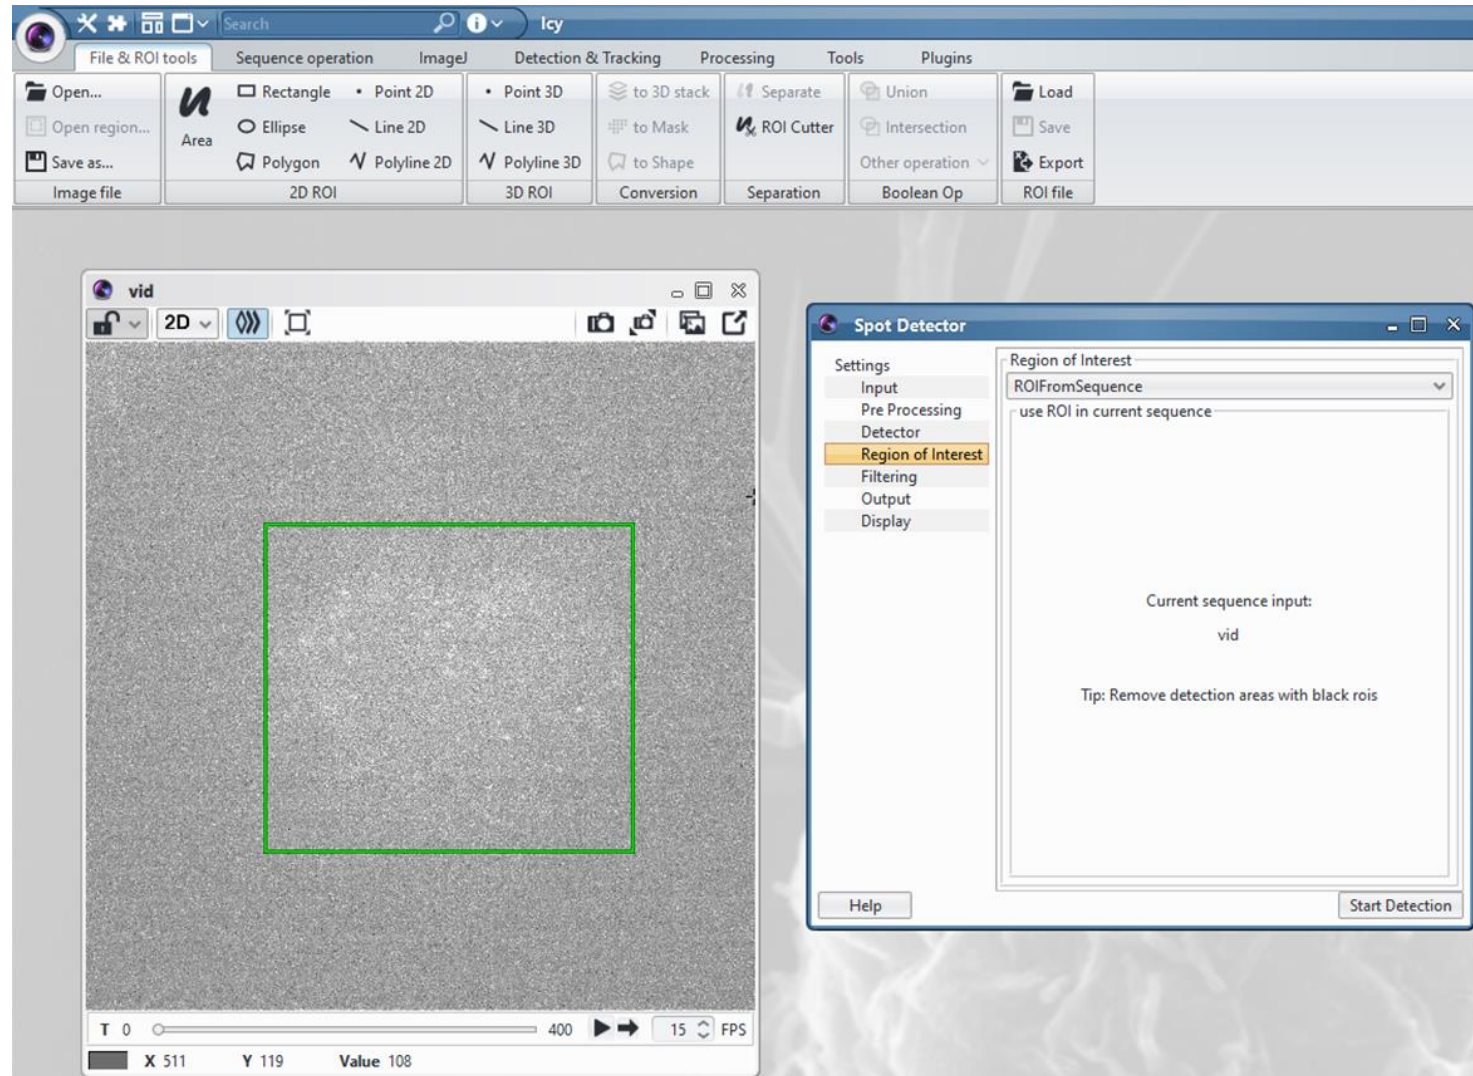 Search Icy
File & ROI tools Sequence operation ImageJ Detection & Tracking Processing Tools Plugins
Open... Rectangle Point 2D Point 3D to 3D stack Separate Union Load
Open region... Area Ellipse Line 2D Line 3D to Mask ROI Cutter Intersection Save
Save as... Polygon Polyline 2D Polyline 3D to Shape Other operation Export
Image file 2D ROI 3D ROI Conversion Separation Boolean Op ROI file
vid
2D
T 0 400 15 FPS
X 511 Y 119 Value 108
Spot Detector
Settings
Input
Pre Processing
Detector
Region of Interest
Filtering
Output
Display
Region of Interest
ROIFromSequence
use ROI in current sequence
Current sequence input:
vid
Tip: Remove detection areas with black rois
Help Start Detection